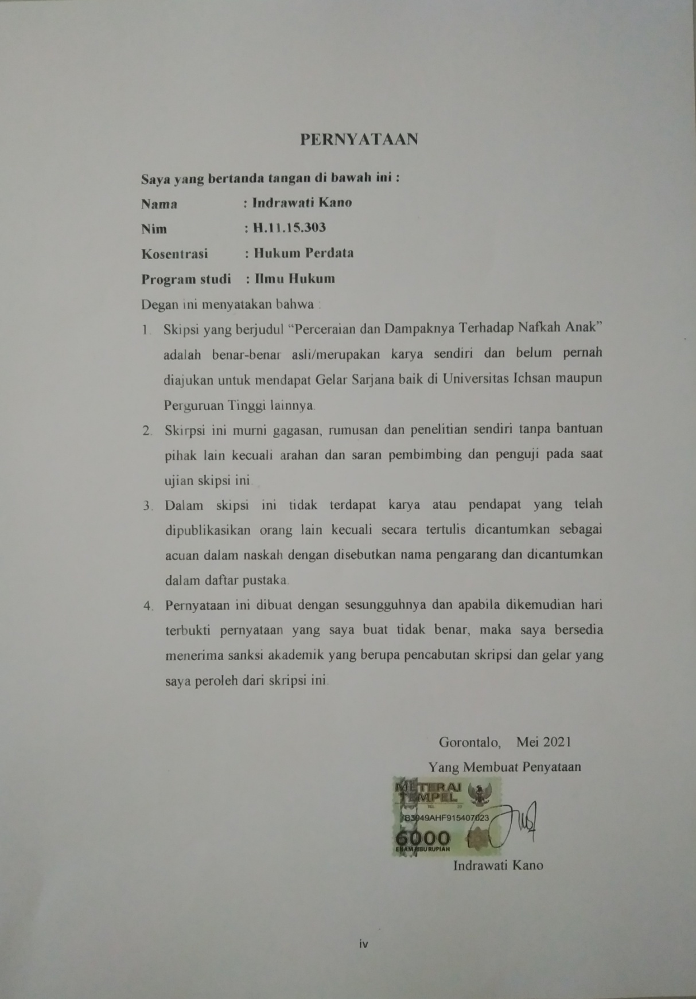 PERNYATAAN
Saya yang bertanda tangan di bawah ini :
Nama : Indrawati Kano
Nim : H.11.15.303
Kosentrasi : Hukum Perdata
Program studi : Ilmu Hukum
Degan ini menyatakan bahwa :
1. Skipsi yang berjudul “Perceraian dan Dampaknya Terhadap Nafkah Anak”
adalah benar-benar asli/merupakan karya sendiri dan belum pernah
diajukan untuk mendapat Gelar Sarjana baik di Universitas Ichsan maupun
Perguruan Tinggi lainnya.
2. Skirpsi ini murni gagasan, rumusan dan penelitian sendiri tanpa bantuan
pihak lain kecuali arahan dan saran pembimbing dan penguji pada saat
ujian skipsi ini.
3. Dalam skipsi ini tidak terdapat karya atau pendapat yang telah
dipublikasikan orang lain kecuali secara tertulis dicantumkan sebagai
acuan dalam naskah dengan disebutkan nama pengarang dan dicantumkan
dalam daftar pustaka.
4. Pernyataan ini dibuat dengan sesungguhnya dan apabila dikemudian hari
terbukti pernyataan yang saya buat tidak benar, maka saya bersedia
menerima sanksi akademik yang berupa pencabutan skripsi dan gelar yang
saya peroleh dari skripsi ini.
Gorontalo, Mei 2021
Yang Membuat Penyataan
METERAI
TEMPEL
B3949AHF915407023
6000
ENAM RIBU RUPIAH
Indrawati Kano
iv